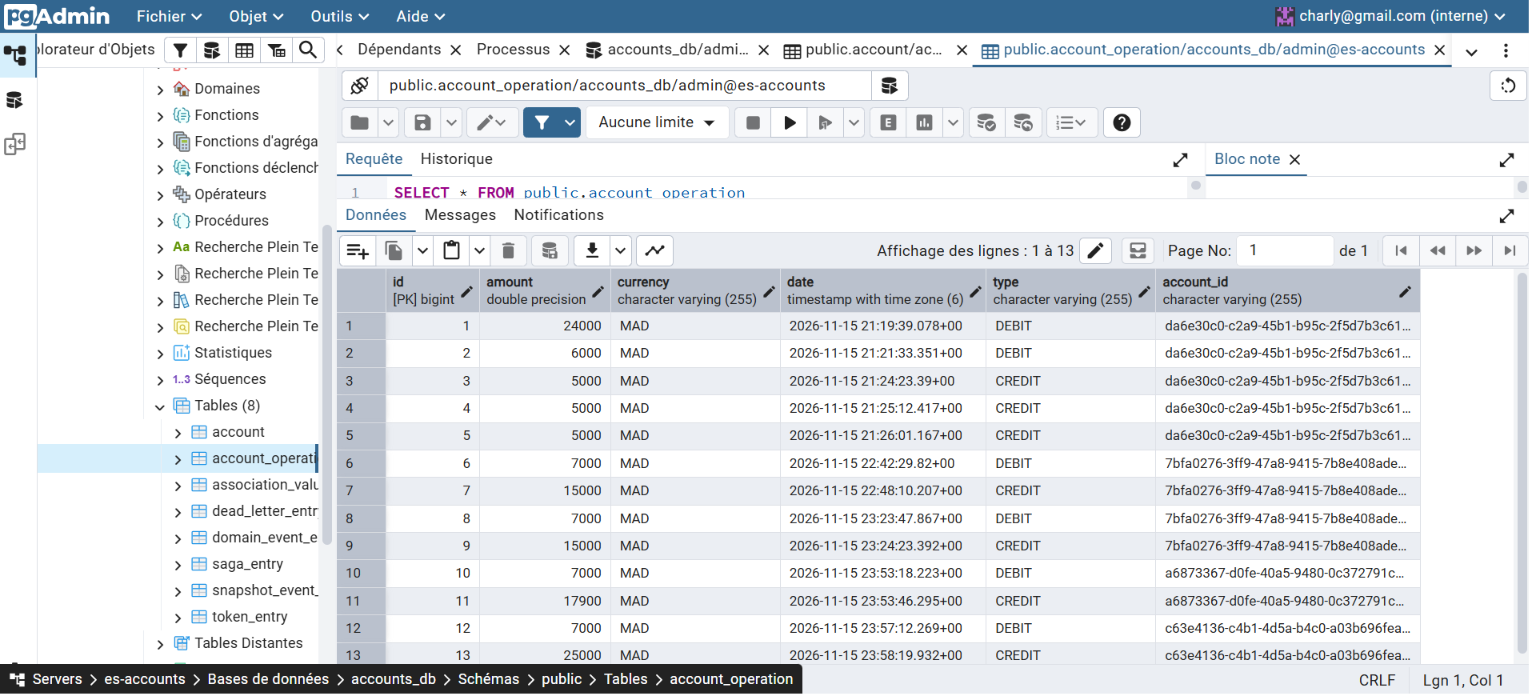 pgAdmin Fichier Objet Outils Aide charly@gmail.com (interne)
plorateur d'Objets Dépendants Processus accounts_db/admi... public.account/ac... public.account_operation/accounts_db/admin@es-accounts
public.account_operation/accounts_db/admin@es-accounts
Aucune limite
Requête Historique Bloc note
1 SELECT * FROM public.account_operation
Données Messages Notifications
Affichage des lignes : 1 à 13 Page No: 1 de 1
id amount currency date type account_id
[PK] bigint double precision character varying (255) timestamp with time zone (6) character varying (255) character varying (255)
1 1 24000 MAD 2026-11-15 21:19:39.078+00 DEBIT da6e30c0-c2a9-45b1-b95c-2f5d7b3c61...
2 2 6000 MAD 2026-11-15 21:21:33.351+00 DEBIT da6e30c0-c2a9-45b1-b95c-2f5d7b3c61...
3 3 5000 MAD 2026-11-15 21:24:23.39+00 CREDIT da6e30c0-c2a9-45b1-b95c-2f5d7b3c61...
4 4 5000 MAD 2026-11-15 21:25:12.417+00 CREDIT da6e30c0-c2a9-45b1-b95c-2f5d7b3c61...
5 5 5000 MAD 2026-11-15 21:26:01.167+00 CREDIT da6e30c0-c2a9-45b1-b95c-2f5d7b3c61...
6 6 7000 MAD 2026-11-15 22:42:29.82+00 DEBIT 7bfa0276-3ff9-47a8-9415-7b8e408ade...
7 7 15000 MAD 2026-11-15 22:48:10.207+00 CREDIT 7bfa0276-3ff9-47a8-9415-7b8e408ade...
8 8 7000 MAD 2026-11-15 23:23:47.867+00 DEBIT 7bfa0276-3ff9-47a8-9415-7b8e408ade...
9 9 15000 MAD 2026-11-15 23:24:23.392+00 CREDIT 7bfa0276-3ff9-47a8-9415-7b8e408ade...
10 10 7000 MAD 2026-11-15 23:53:18.223+00 DEBIT a6873367-d0fe-40a5-9480-0c372791c...
11 11 17900 MAD 2026-11-15 23:53:46.295+00 CREDIT a6873367-d0fe-40a5-9480-0c372791c...
12 12 7000 MAD 2026-11-15 23:57:12.269+00 DEBIT c63e4136-c4b1-4d5a-b4c0-a03b696fea...
13 13 25000 MAD 2026-11-15 23:58:19.932+00 CREDIT c63e4136-c4b1-4d5a-b4c0-a03b696fea...
Domaines
Fonctions
Fonctions d'agréga
Fonctions déclench
Opérateurs
Procédures
Aa Recherche Plein Te
Recherche Plein Te
Recherche Plein Te
Recherche Plein Te
Statistiques
1..3 Séquences
Tables (8)
account
account_operati
association_valu
dead_letter_entr
domain_event_e
saga_entry
snapshot_event_
token_entry
Tables Distantes
Servers > es-accounts > Bases de données > accounts_db > Schémas > public > Tables > account_operation
CRLF Lgn 1, Col 1